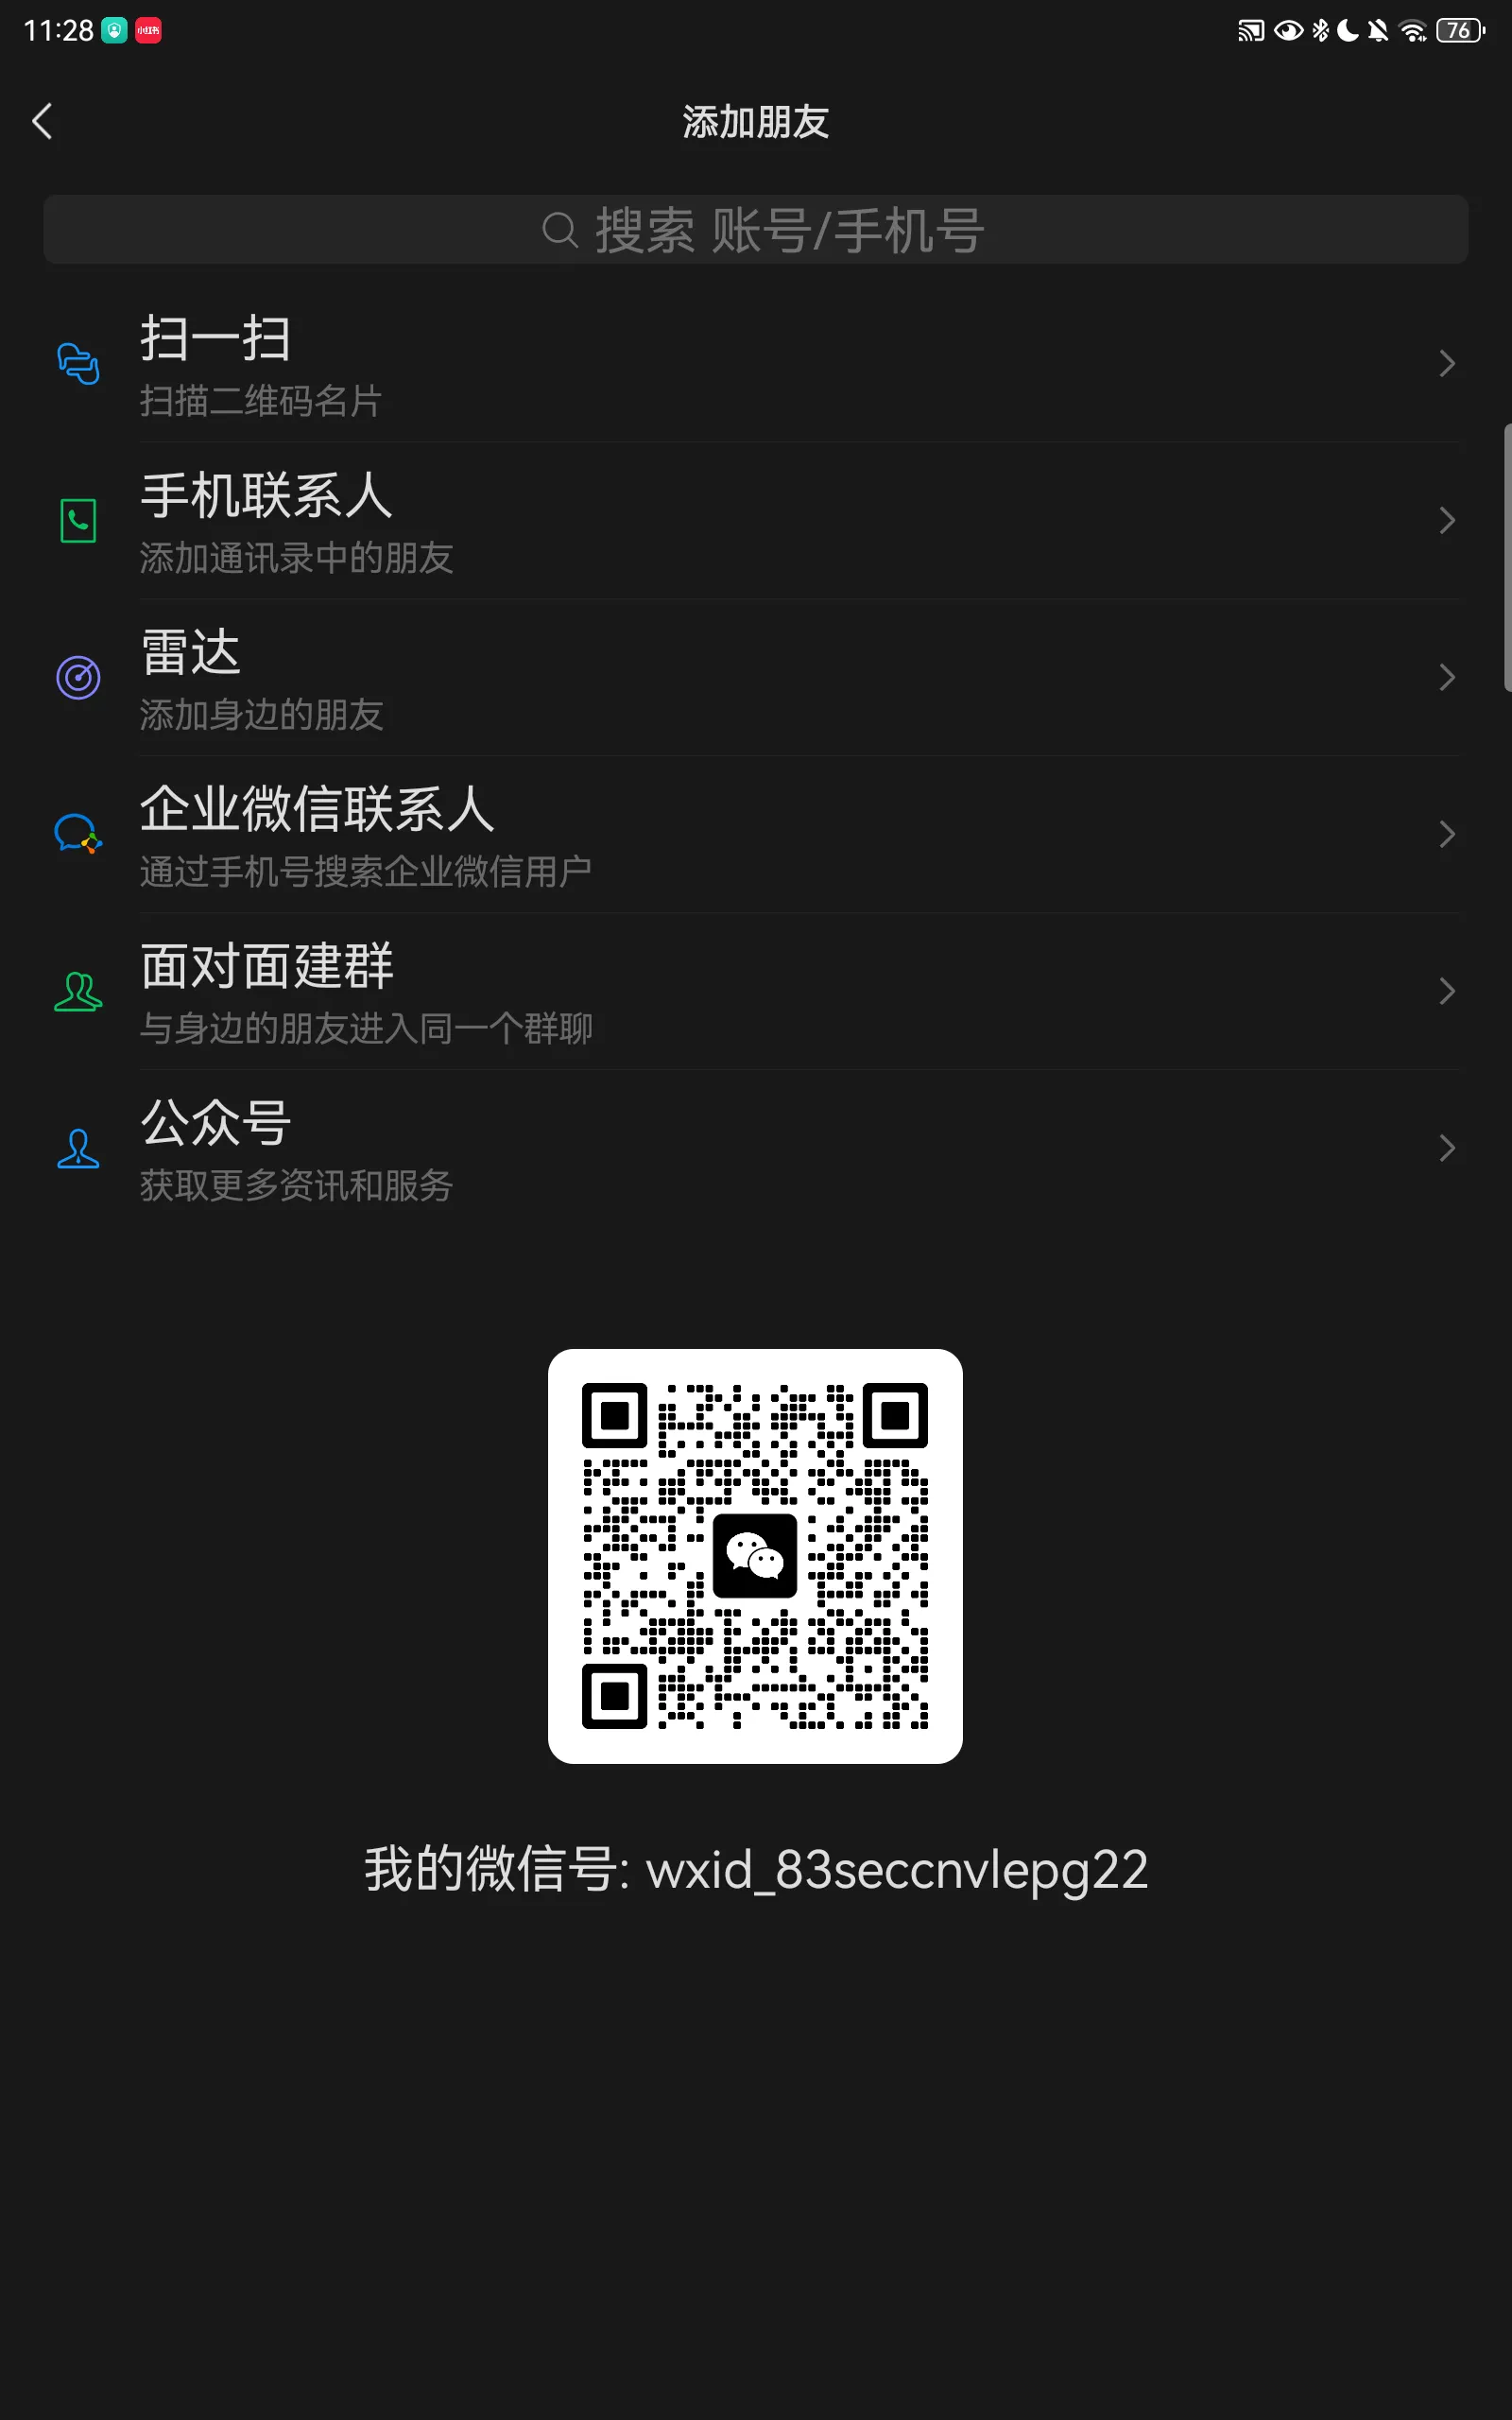 11:28
小红书
76
添加朋友
搜索 账号/手机号
扫一扫
扫描二维码名片
手机联系人
添加通讯录中的朋友
雷达
添加身边的朋友
企业微信联系人
通过手机号搜索企业微信用户
面对面建群
与身边的朋友进入同一个群聊
公众号
获取更多资讯和服务
我的微信号: wxid_83seccnvlepg22